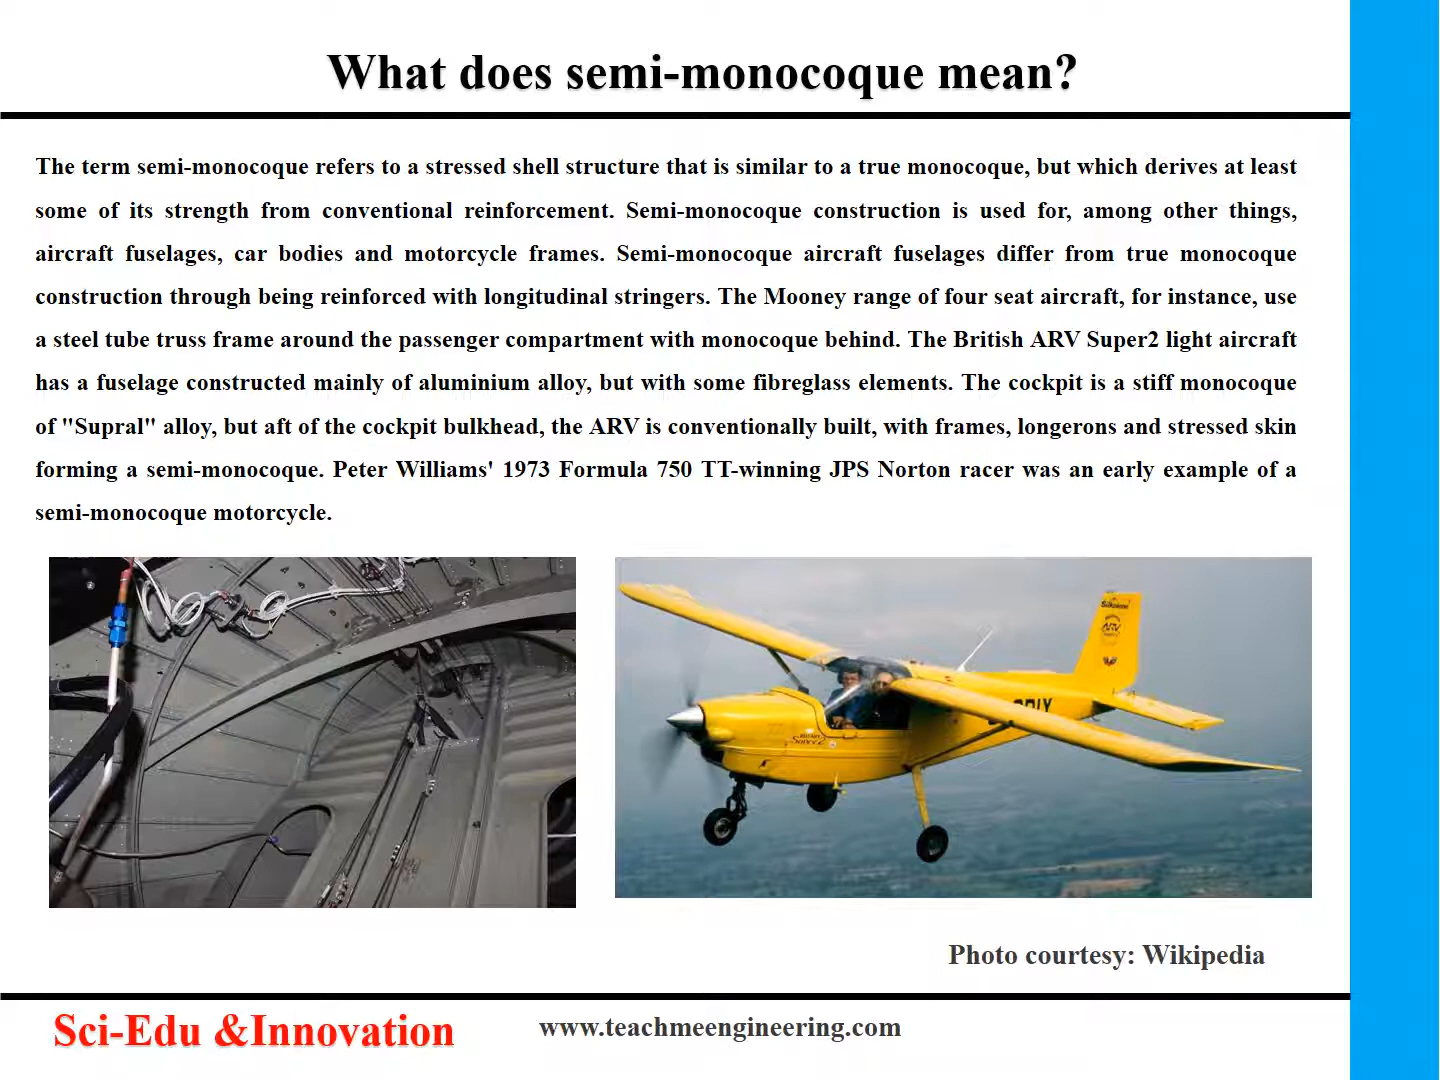 What does semi-monocoque mean?
The term semi-monocoque refers to a stressed shell structure that is similar to a true monocoque, but which derives at least
some of its strength from conventional reinforcement. Semi-monocoque construction is used for, among other things,
aircraft fuselages, car bodies and motorcycle frames. Semi-monocoque aircraft fuselages differ from true monocoque
construction through being reinforced with longitudinal stringers. The Mooney range of four seat aircraft, for instance, use
a steel tube truss frame around the passenger compartment with monocoque behind. The British ARV Super2 light aircraft
has a fuselage constructed mainly of aluminium alloy, but with some fibreglass elements. The cockpit is a stiff monocoque
of "Supral" alloy, but aft of the cockpit bulkhead, the ARV is conventionally built, with frames, longerons and stressed skin
forming a semi-monocoque. Peter Williams' 1973 Formula 750 TT-winning JPS Norton racer was an early example of a
semi-monocoque motorcycle.
ARV
Photo courtesy: Wikipedia
Sci-Edu &Innovation
www.teachmeengineering.com